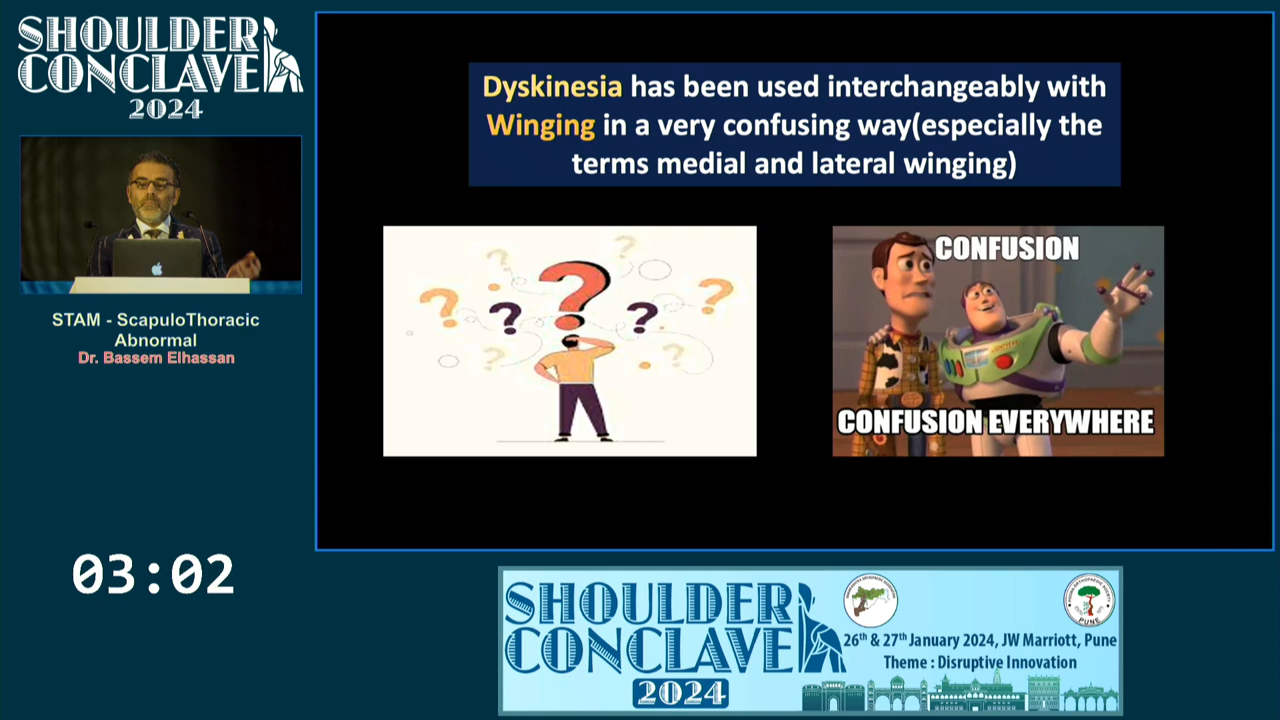 SHOULDER
CONCLAVE
2024
STAM - ScapuloThoracic
Abnormal
Dr. Bassem Elhassan
03:02
Dyskinesia has been used interchangeably with
Winging in a very confusing way(especially the
terms medial and lateral winging)
? ? ? ? ? ? ? ?
CONFUSION
CONFUSION EVERYWHERE
SHOULDER
CONCLAVE
2024
PUNE
26th & 27th January 2024, JW Marriott, Pune
Theme : Disruptive Innovation